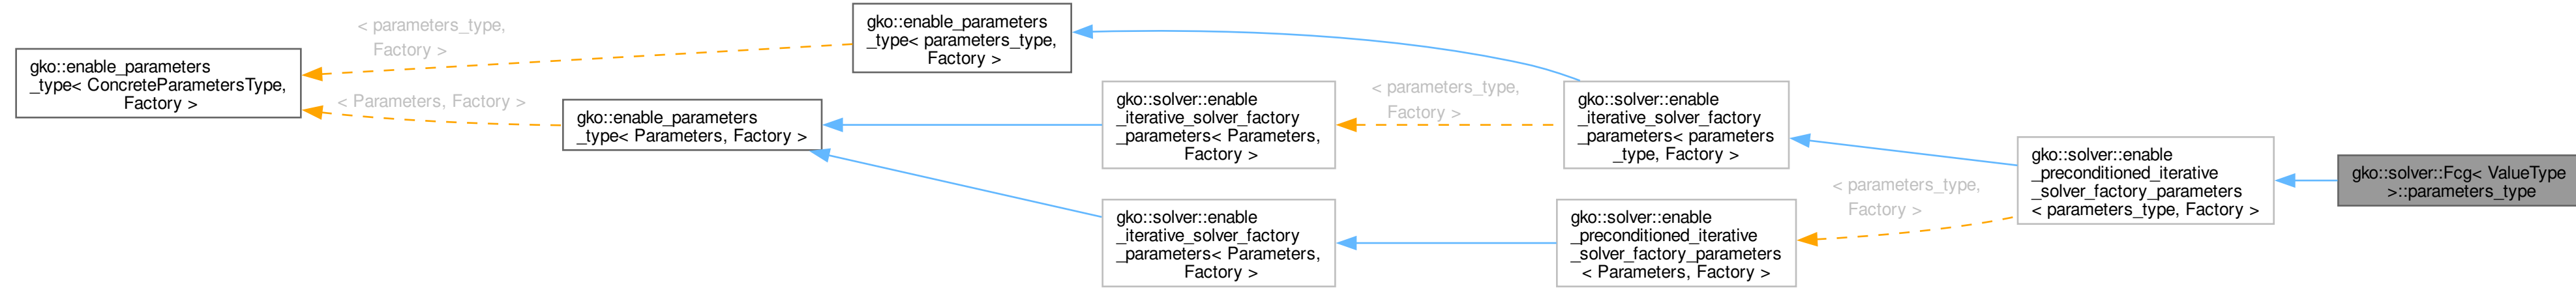 gko::enable_parameters
_type< ConcreteParametersType,
Factory >
< parameters_type,
Factory >
< Parameters, Factory >
gko::enable_parameters
_type< Parameters, Factory >
gko::enable_parameters
_type< parameters_type,
Factory >
gko::solver::enable
_iterative_solver_factory
_parameters< Parameters,
Factory >
gko::solver::enable
_iterative_solver_factory
_parameters< Parameters,
Factory >
< parameters_type,
Factory >
gko::solver::enable
_iterative_solver_factory
_parameters< parameters
_type, Factory >
gko::solver::enable
_preconditioned_iterative
_solver_factory_parameters
< Parameters, Factory >
< parameters_type,
Factory >
gko::solver::enable
_preconditioned_iterative
_solver_factory_parameters
< parameters_type, Factory >
gko::solver::Fcg< ValueType
>::parameters_type